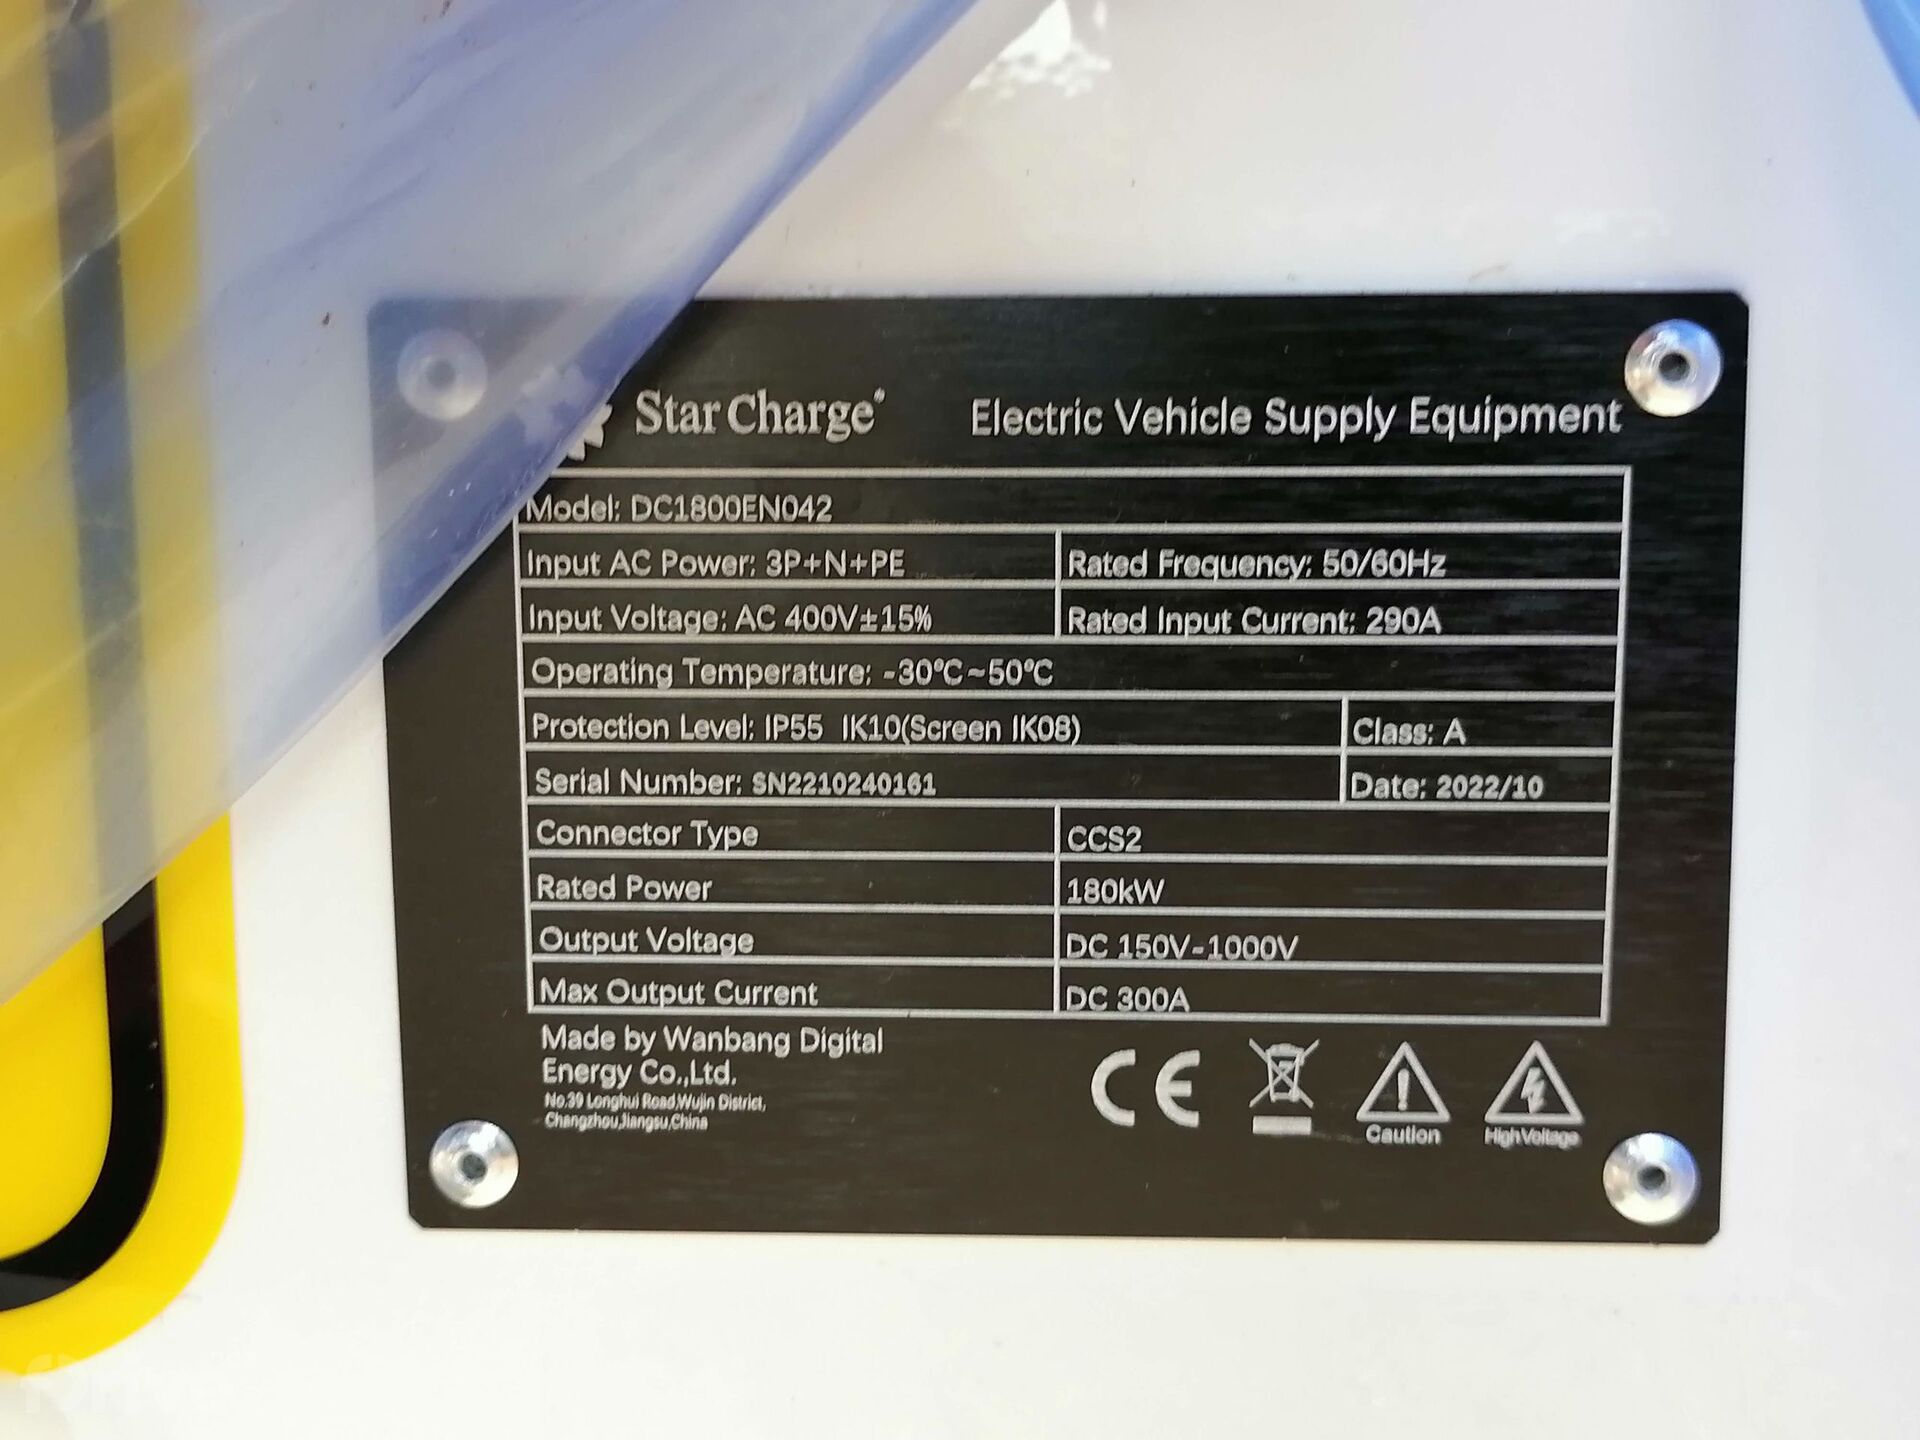 Star Charge®
Electric Vehicle Supply Equipment
Model: DC1800EN042
Input AC Power: 3P+N+PE
Rated Frequency: 50/60Hz
Input Voltage: AC 400V±15%
Rated Input Current: 290A
Operating Temperature: -30°C~50°C
Protection Level: IP55 IK10(Screen IK08)
Class: A
Serial Number: SN2210240161
Date: 2022/10
Connector Type
CCS2
Rated Power
180kW
Output Voltage
DC 150V-1000V
Max Output Current
DC 300A
Made by Wanbang Digital
Energy Co.,Ltd.
No.39 Longhui Road,Wujin District,
Changzhou,Jiangsu,China
CE
Caution
High Voltage